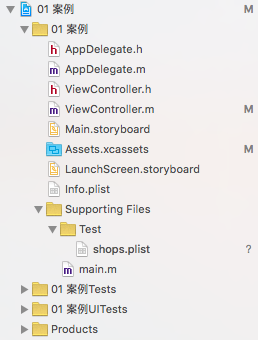 01 案例
M
01 案例
AppDelegate.h
AppDelegate.m
ViewController.h
ViewController.m
M
Main.storyboard
Assets.xcassets
M
LaunchScreen.storyboard
Info.plist
Supporting Files
Test
shops.plist
?
main.m
01 案例Tests
01 案例UITests
Products